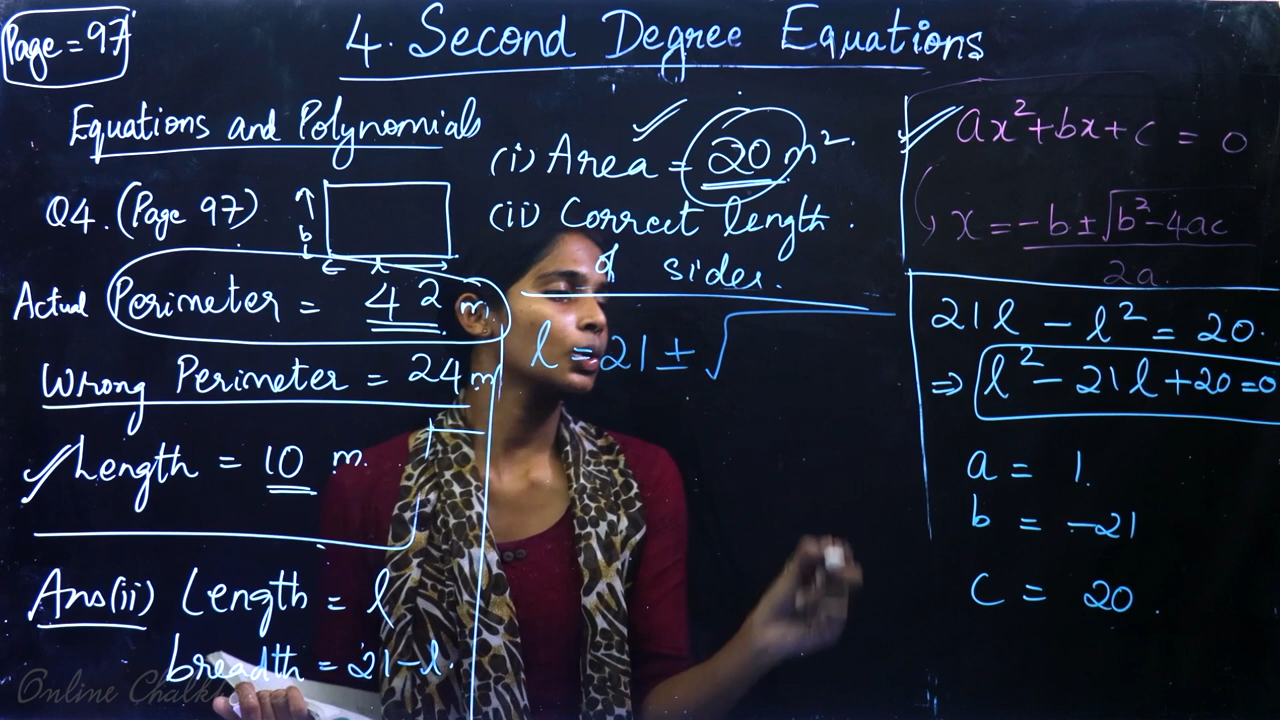 Page = 97
4. Second Degree Equations
Equations and Polynomials
Q4. (Page 97)
b
l
Actual Perimeter = 42 m.
Wrong Perimeter = 24 m
Length = 10 m.
Ans(ii) Length = l
breadth = 21-l.
(i) Area = 20 m².
(ii) Correct length
of sides.
l = 21 ± √
ax²+bx+c = 0
x = -b±√b²-4ac
2a.
21l - l² = 20.
⇒ l² - 21l + 20 = 0
a = 1.
b = -21
c = 20.
Online